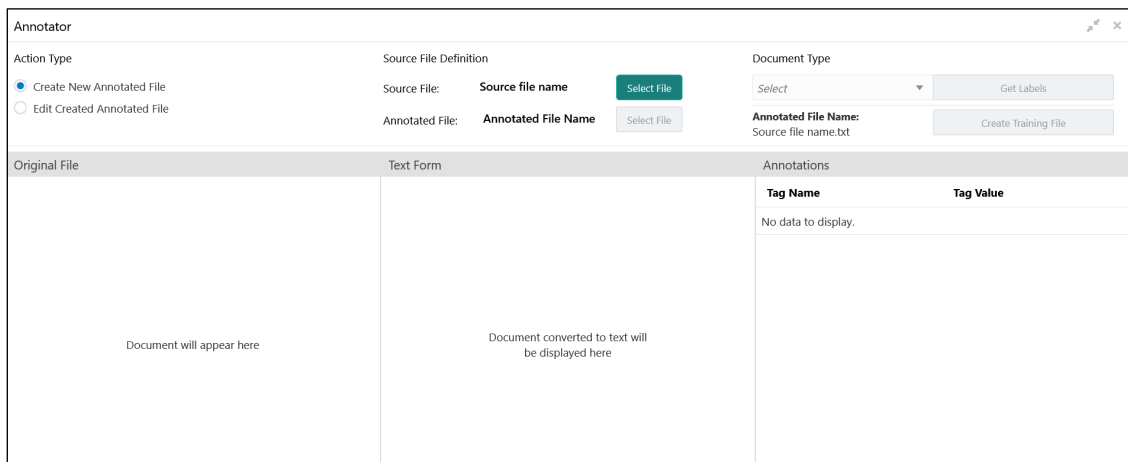 Annotator
Action Type
Create New Annotated File
Edit Created Annotated File
Source File Definition
Source File: Source file name Select File
Annotated File: Annotated File Name Select File
Document Type
Select Get Labels
Annotated File Name:
Source file name.txt
Create Training File
Original File
Document will appear here
Text Form
Document converted to text will
be displayed here
Annotations
Tag Name Tag Value
No data to display.